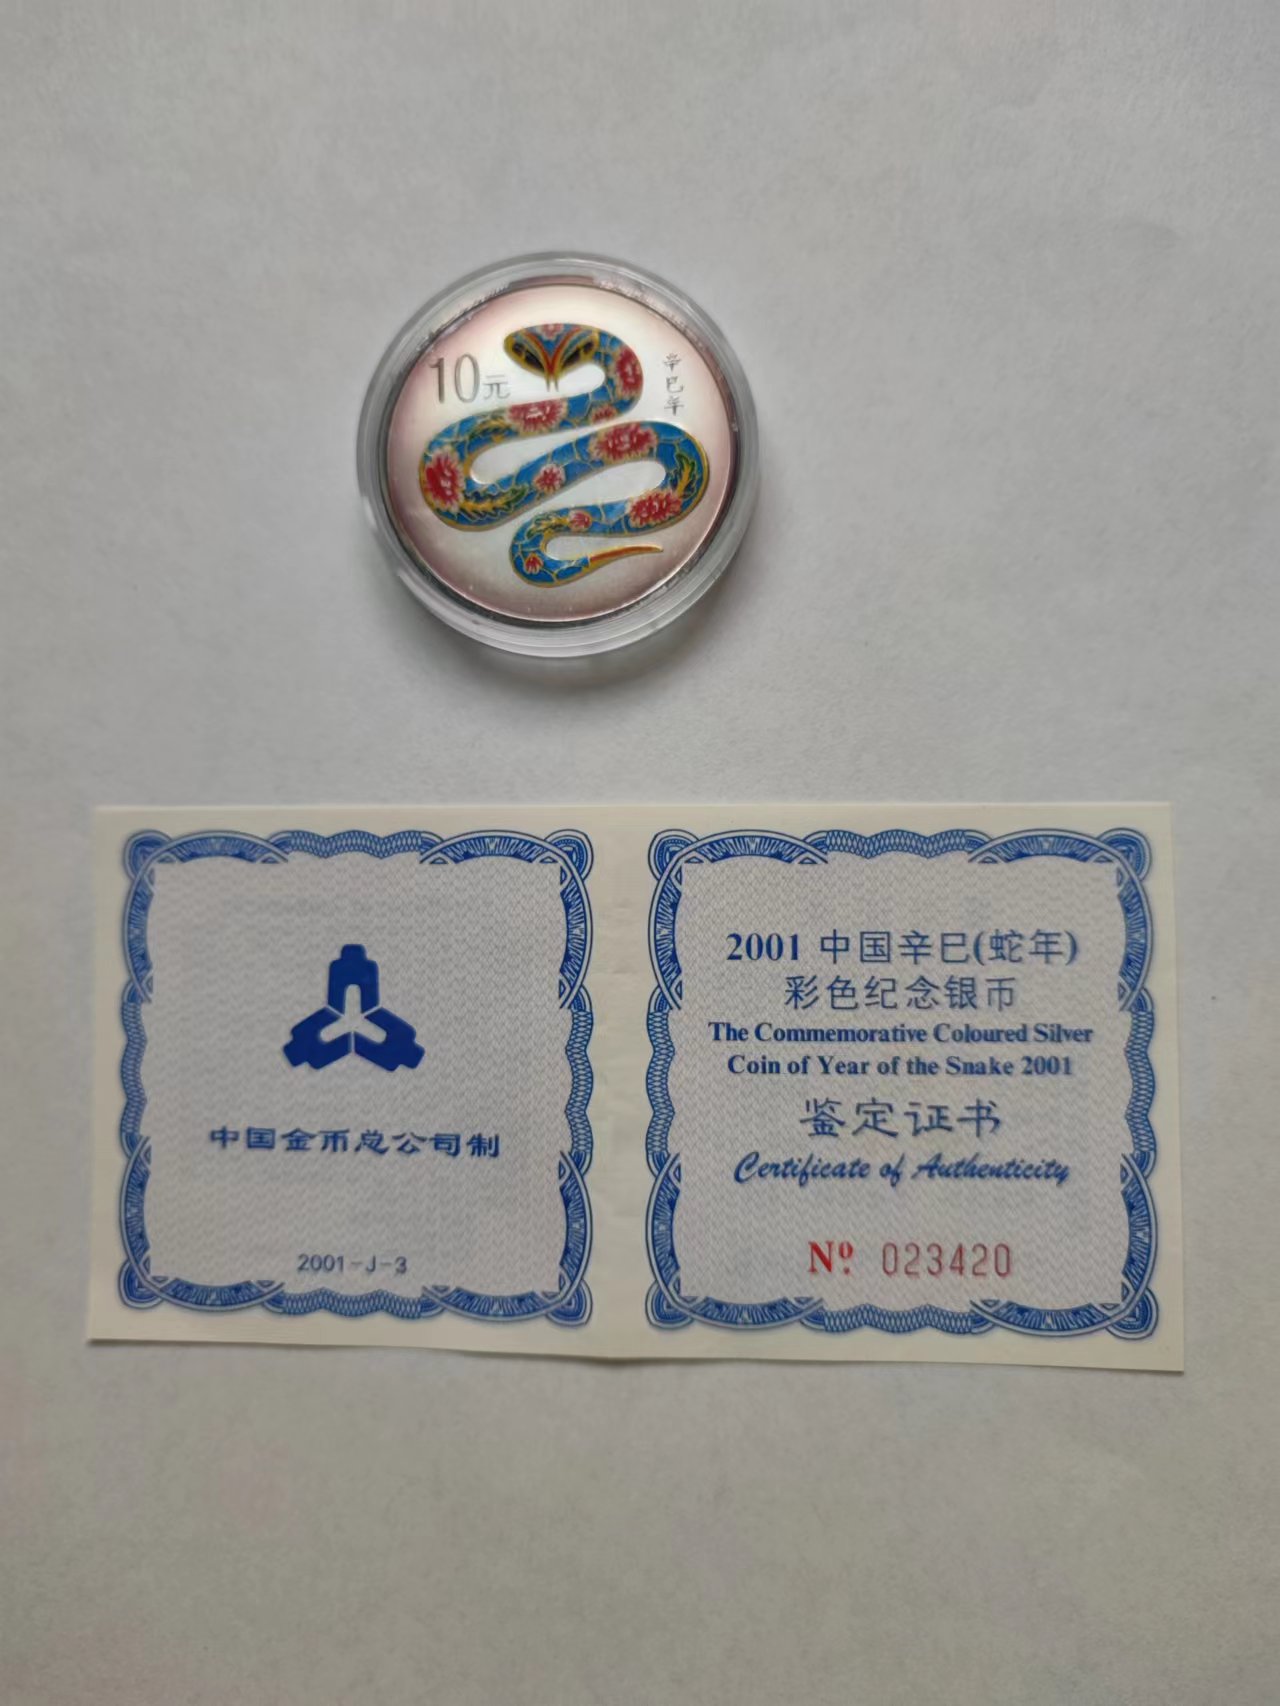 10元
辛巳年
中国金币总公司制
2001-J-3
2001 中国辛巳(蛇年)
彩色纪念银币
The Commemorative Coloured Silver
Coin of Year of the Snake 2001
鉴定证书
Certificate of Authenticity
Nº. 023420